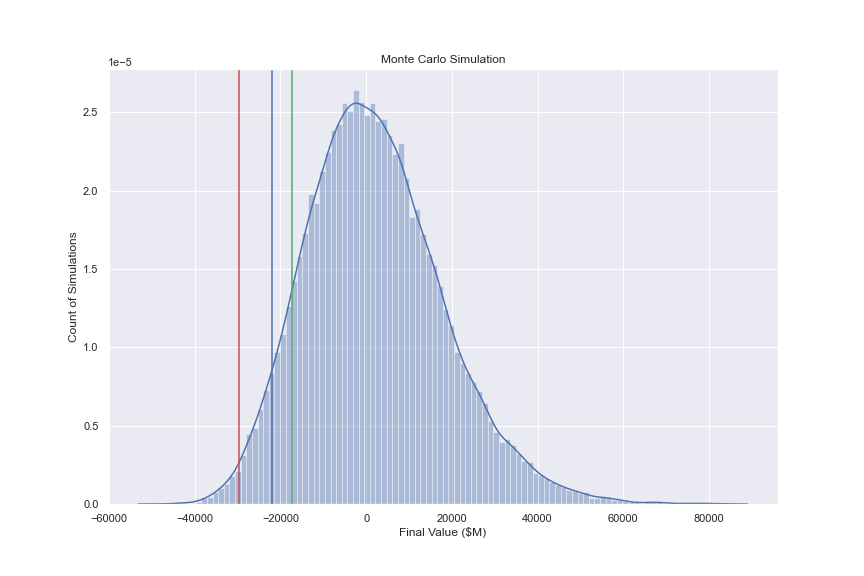 Monte Carlo Simulation
1e−5
2.5
2.0
1.5
1.0
0.5
0.0
Count of Simulations
−60000 −40000 −20000 0 20000 40000 60000 80000
Final Value ($M)